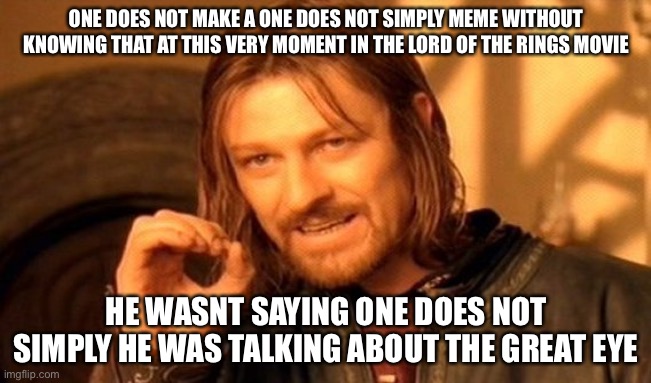 ONE DOES NOT MAKE A ONE DOES NOT SIMPLY MEME WITHOUT
KNOWING THAT AT THIS VERY MOMENT IN THE LORD OF THE RINGS MOVIE
HE WASNT SAYING ONE DOES NOT
SIMPLY HE WAS TALKING ABOUT THE GREAT EYE
imgflip.com